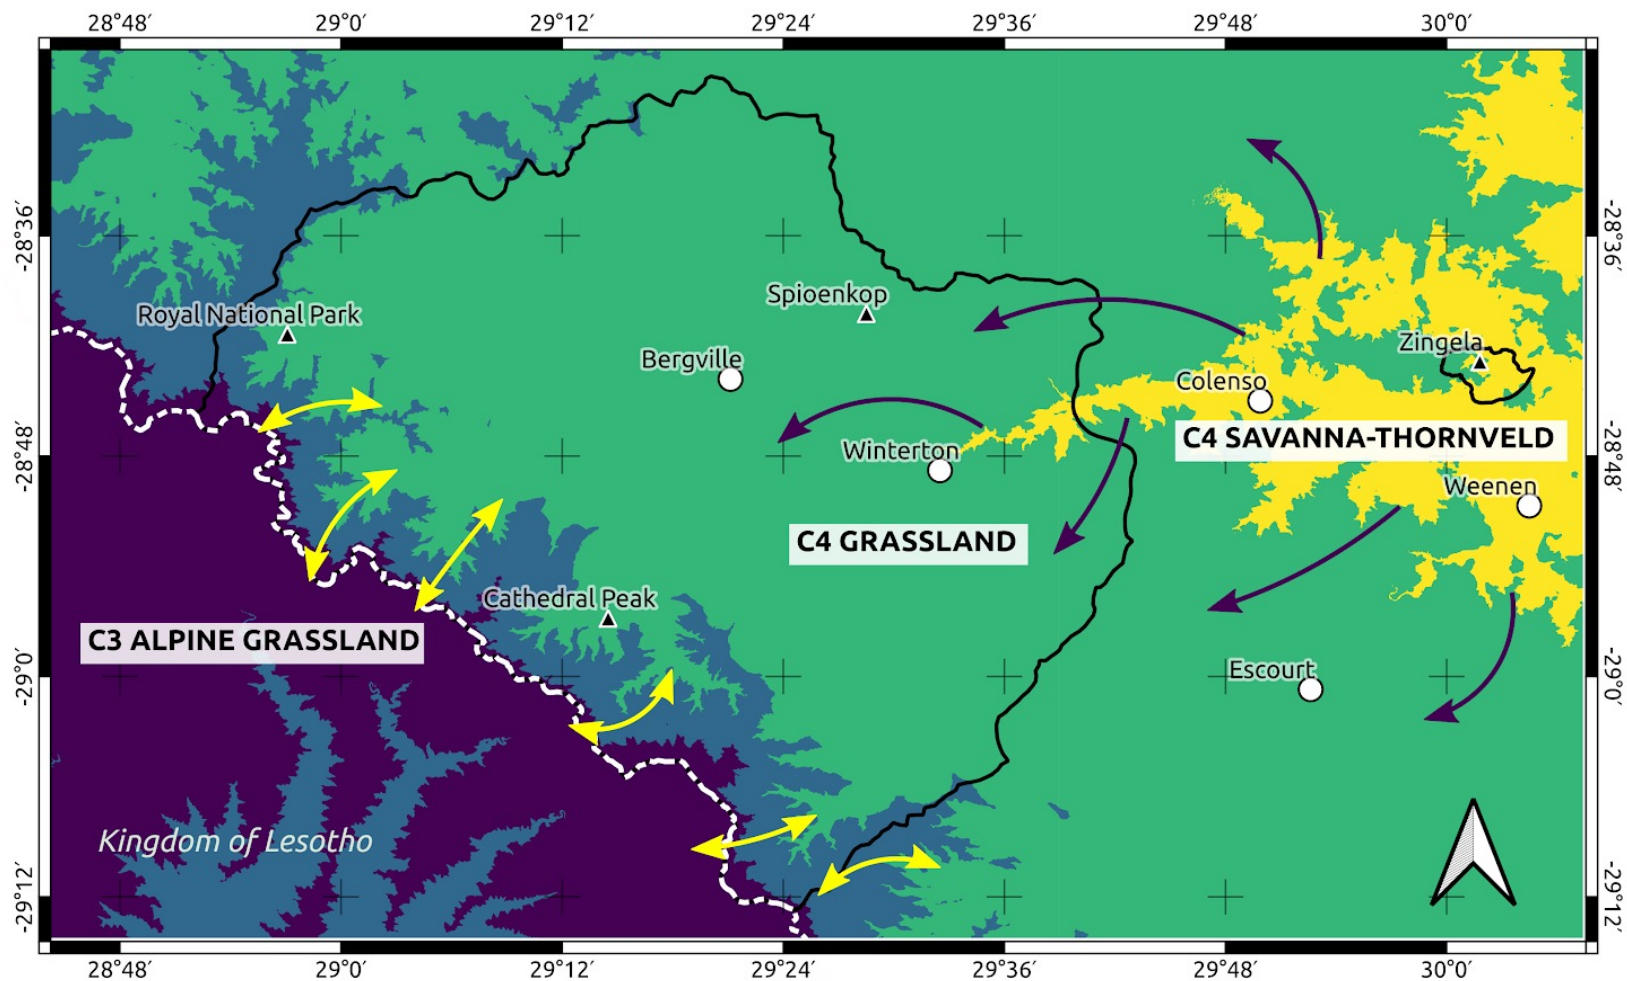 28°48′ 29°0′ 29°12′ 29°24′ 29°36′ 29°48′ 30°0′
-28°36′ -28°36′
Royal National Park
Spioenkop
Bergville
Zingela
Colenso
C4 SAVANNA-THORNVELD
Winterton
-28°48′ -28°48′
Weenen
C4 GRASSLAND
Cathedral Peak
C3 ALPINE GRASSLAND
Escourt
-29°0′ -29°0′
Kingdom of Lesotho
-29°12′ -29°12′
28°48′ 29°0′ 29°12′ 29°24′ 29°36′ 29°48′ 30°0′